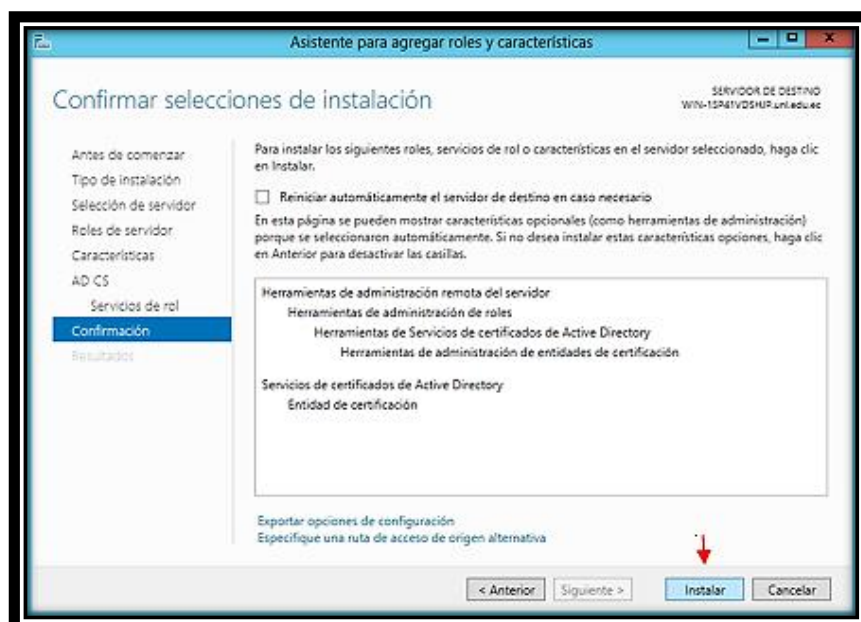 Asistente para agregar roles y características
Confirmar selecciones de instalación
SERVIDOR DE DESTINO
Antes de comenzar
Tipo de instalación
Selección de servidor
Roles de servidor
Características
AD CS
Servicios de rol
Confirmación
Resultados
Para instalar los siguientes roles, servicios de rol o características en el servidor seleccionado, haga clic
en Instalar.
Reiniciar automáticamente el servidor de destino en caso necesario
En esta página se pueden mostrar características opcionales (como herramientas de administración)
porque se seleccionaron automáticamente. Si no desea instalar estas características opciones, haga clic
en Anterior para desactivar las casillas.
Herramientas de administración remota del servidor
Herramientas de administración de roles
Herramientas de Servicios de certificados de Active Directory
Herramientas de administración de entidades de certificación
Servicios de certificados de Active Directory
Entidad de certificación
Exportar opciones de configuración
Especifique una ruta de acceso de origen alternativa
< Anterior
Siguiente >
Instalar
Cancelar